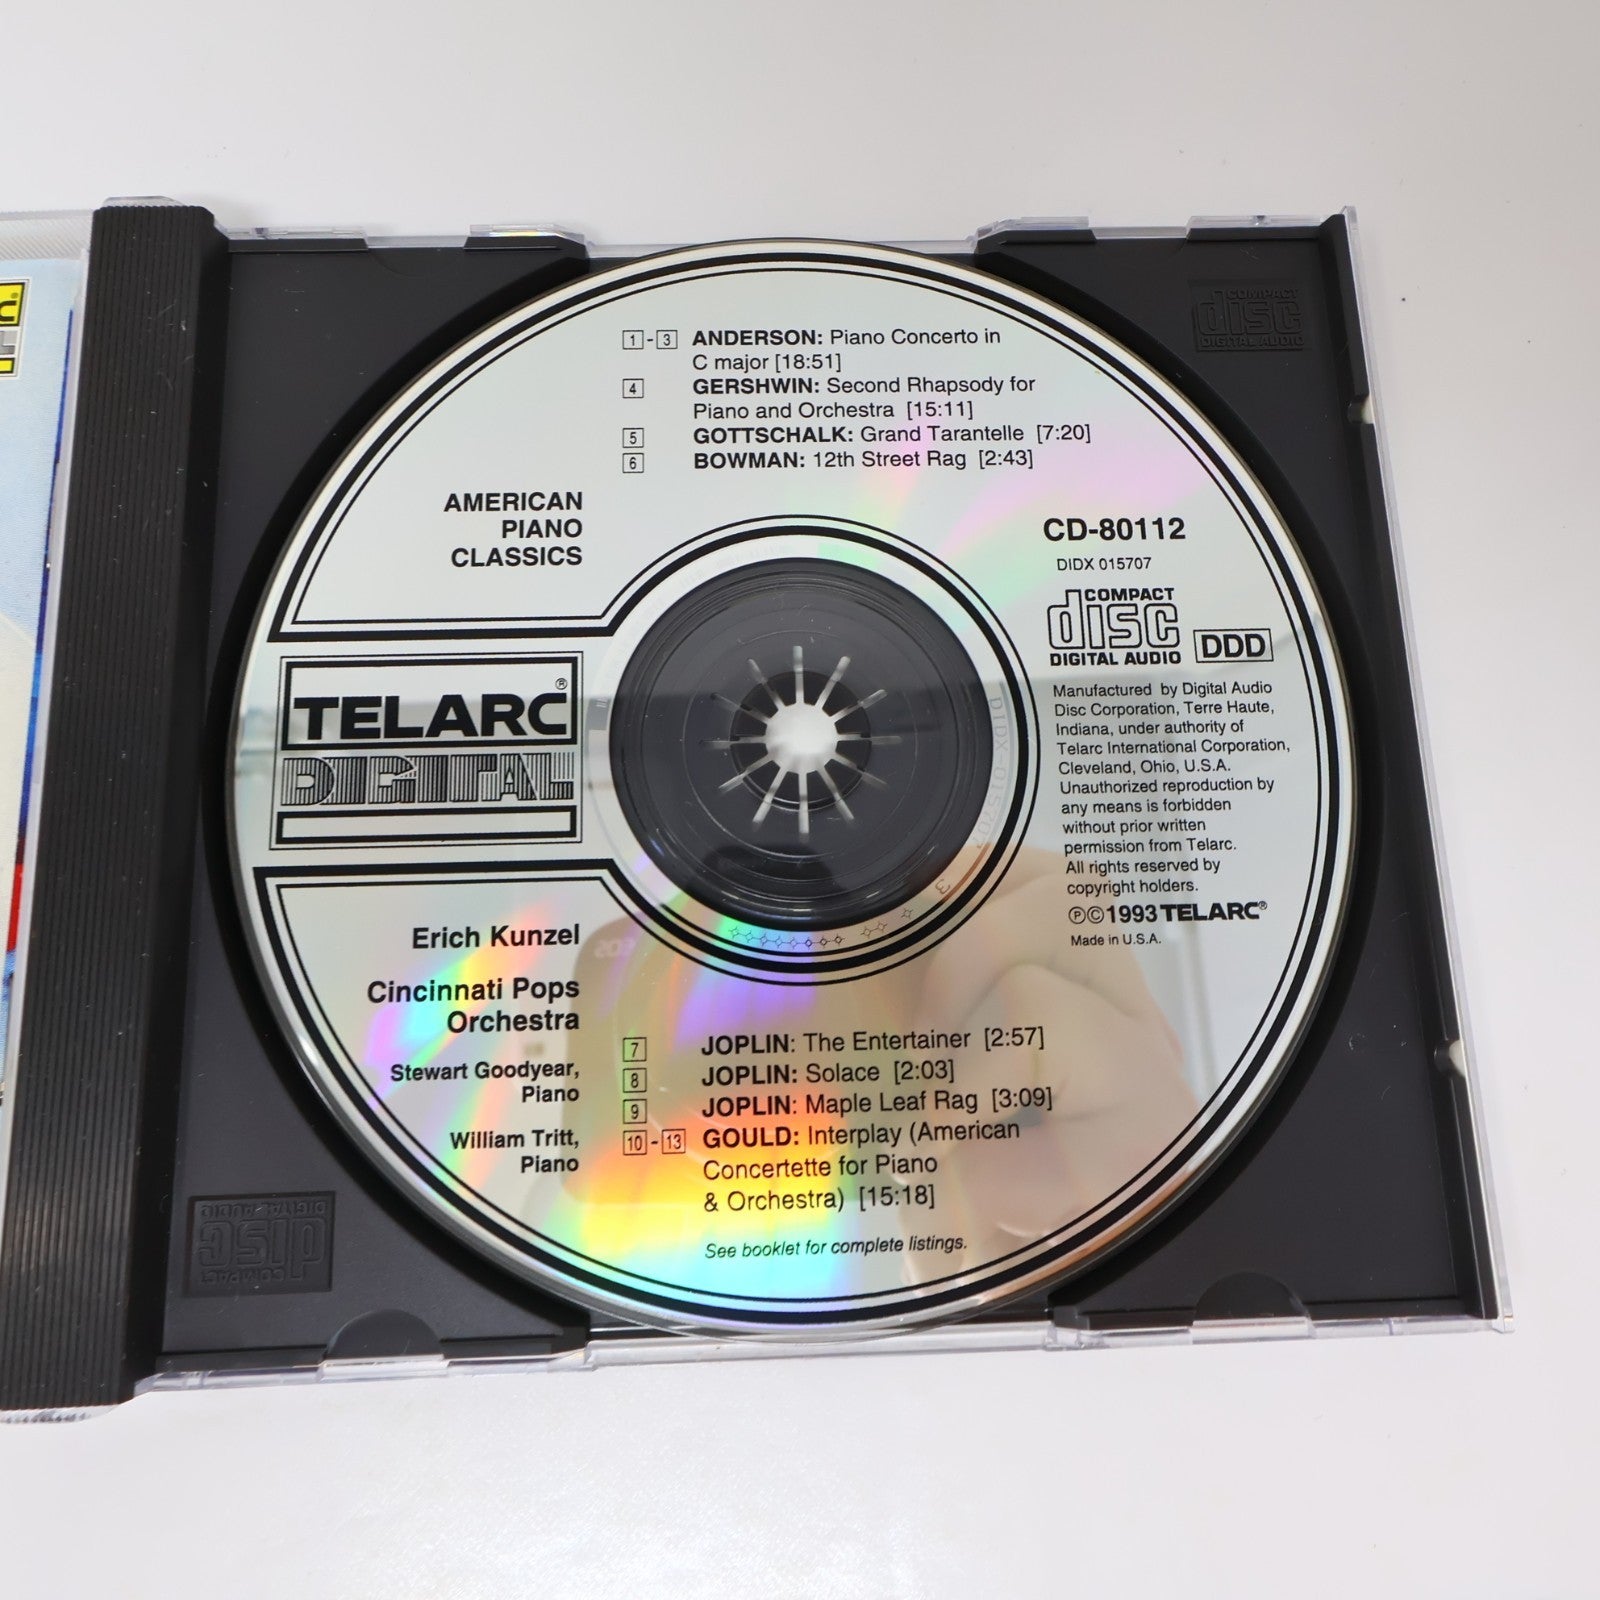 1 - 3 ANDERSON: Piano Concerto in
C major [18:51]
4 GERSHWIN: Second Rhapsody for
Piano and Orchestra [15:11]
5 GOTTSCHALK: Grand Tarantelle [7:20]
6 BOWMAN: 12th Street Rag [2:43]
AMERICAN
PIANO
CLASSICS
CD-80112
DIDX 015707
COMPACT
disc
DIGITAL AUDIO
DDD
TELARC®
DIGITAL
Manufactured by Digital Audio
Disc Corporation, Terre Haute,
Indiana, under authority of
Telarc International Corporation,
Cleveland, Ohio, U.S.A.
Unauthorized reproduction by
any means is forbidden
without prior written
permission from Telarc.
All rights reserved by
copyright holders.
℗©1993 TELARC®
Made in U.S.A.
Erich Kunzel
Cincinnati Pops
Orchestra
Stewart Goodyear,
Piano
William Tritt,
Piano
7 JOPLIN: The Entertainer [2:57]
8 JOPLIN: Solace [2:03]
9 JOPLIN: Maple Leaf Rag [3:09]
10 - 13 GOULD: Interplay (American
Concertette for Piano
& Orchestra) [15:18]
See booklet for complete listings.
COMPACT
disc
DIGITAL AUDIO
COMPACT
disc
DIGITAL AUDIO